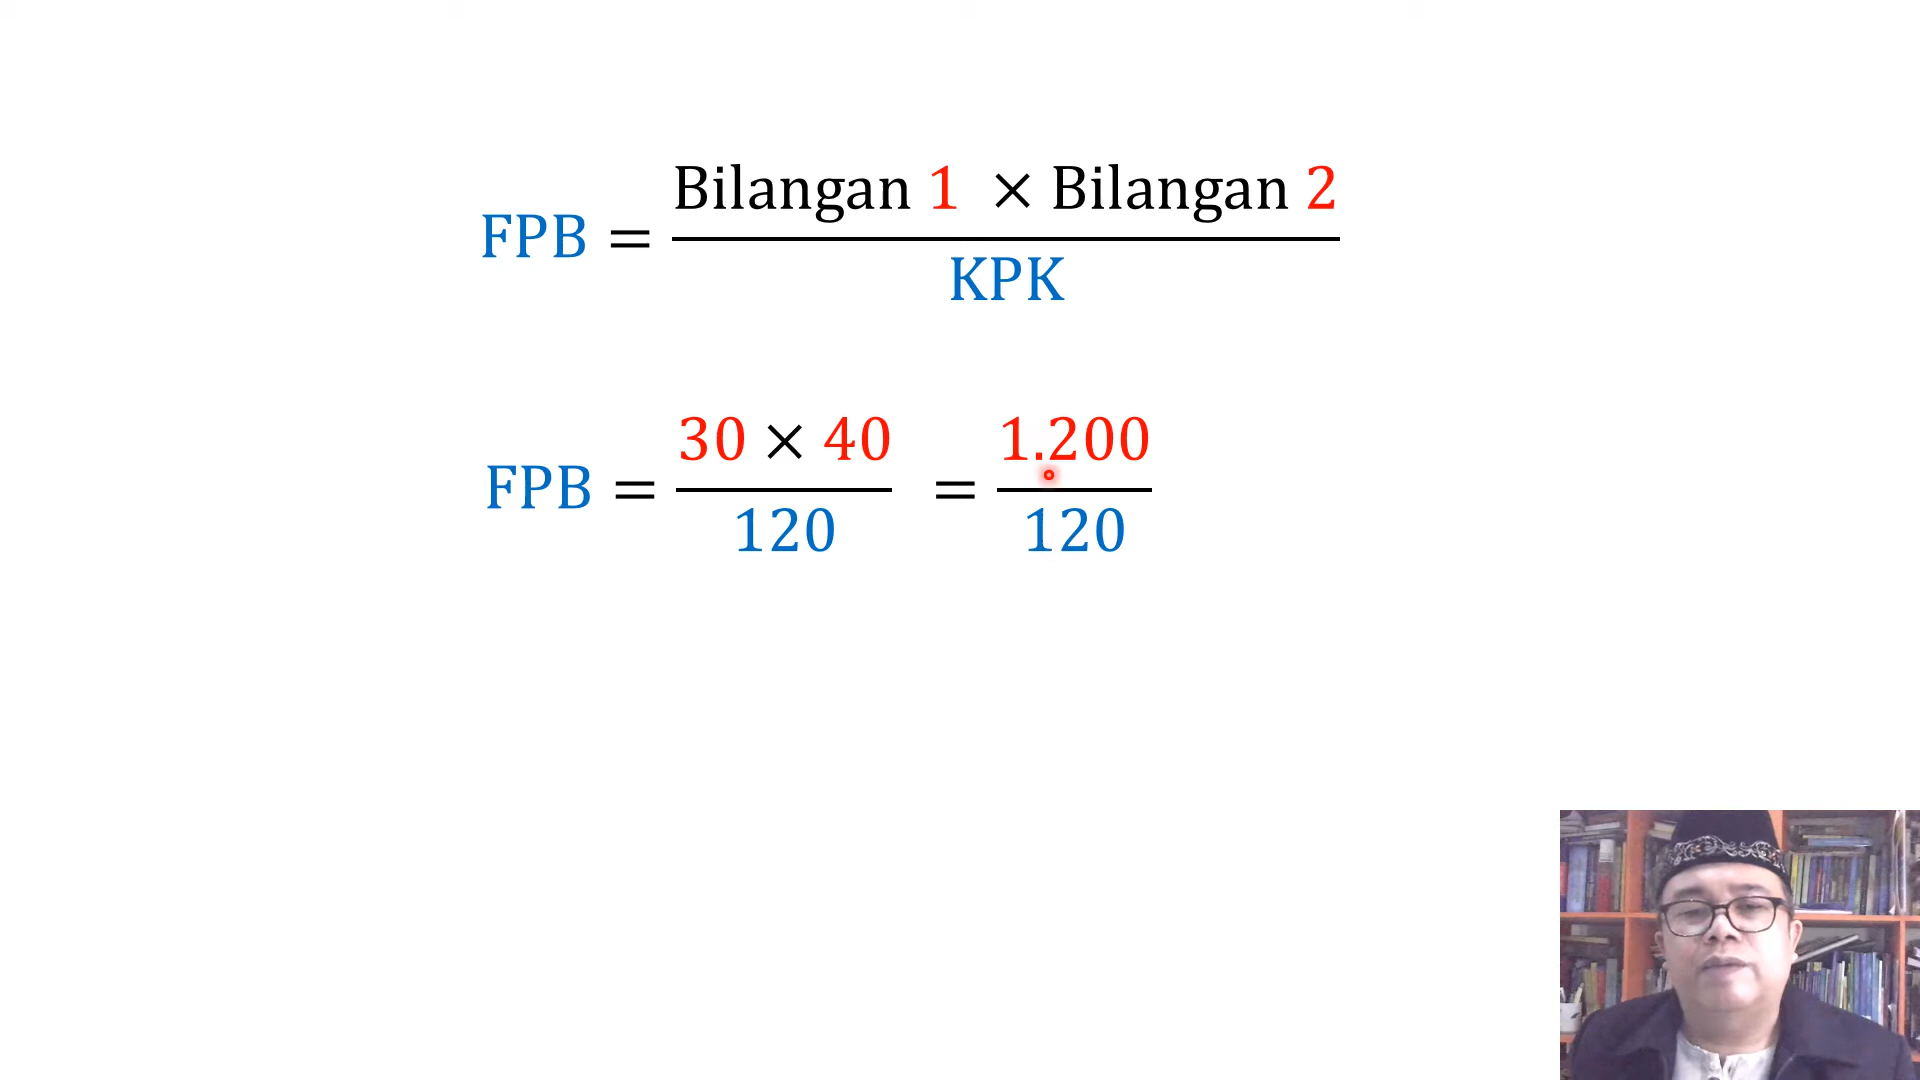 FPB = Bilangan 1 × Bilangan 2 / KPK
FPB = 30 × 40 / 120 = 1.200 / 120